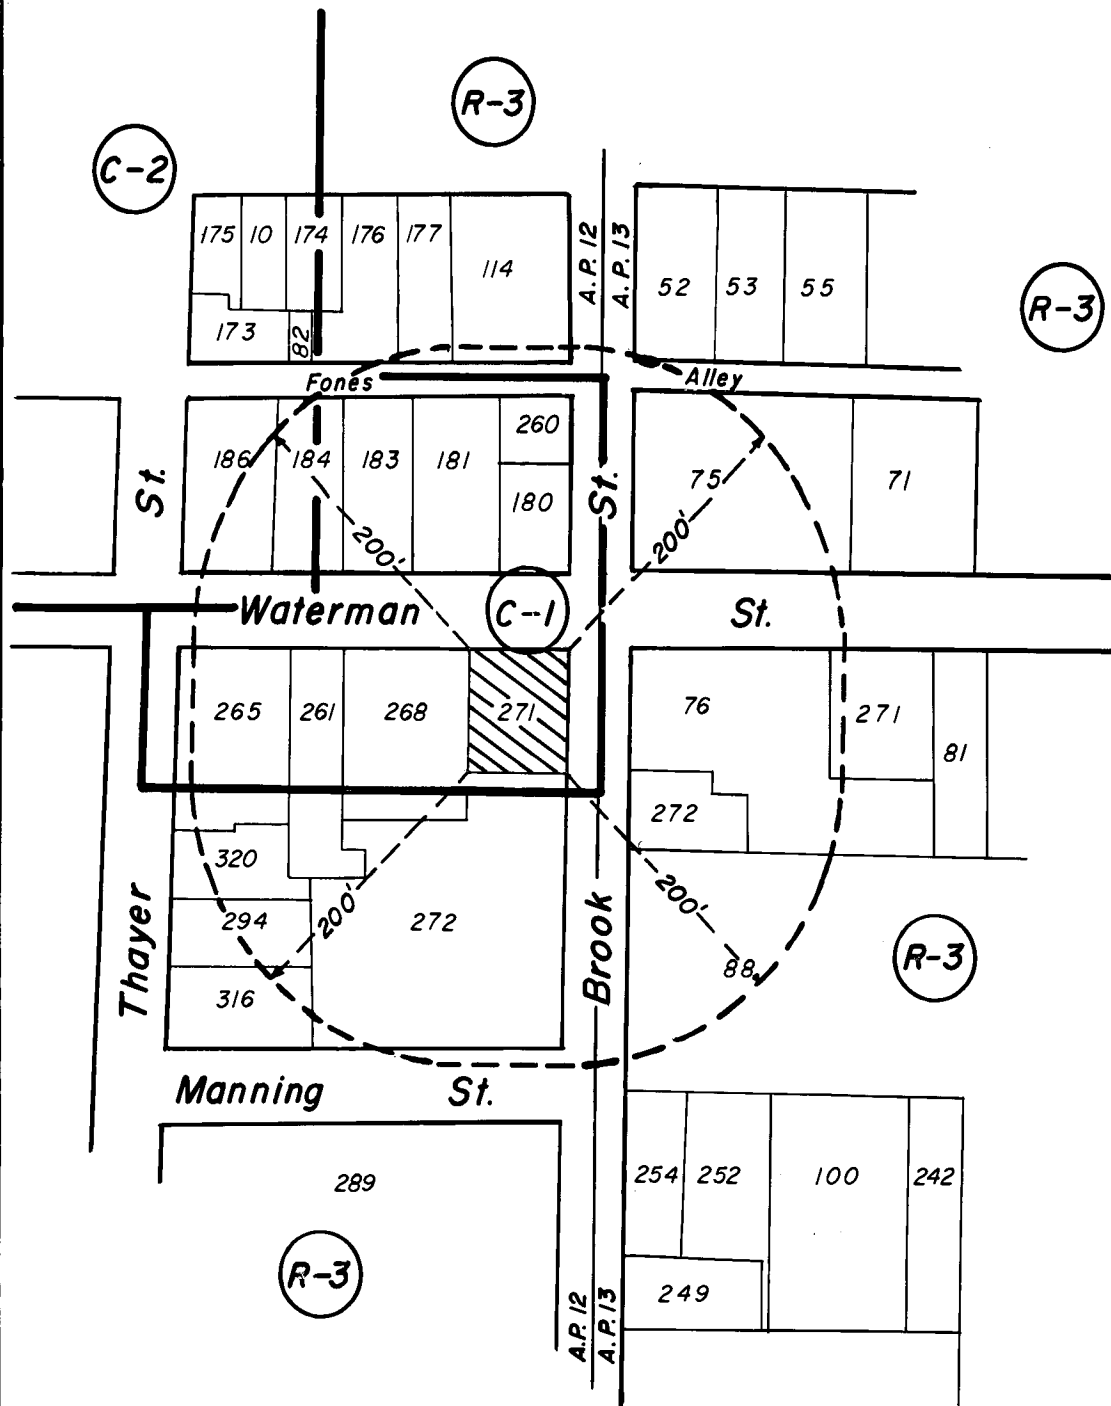 R-3
C-2
175 10 174 176 177 114
A.P. 12
A.P. 13
52 53 55
R-3
173 82
Fones Alley
St.
186 184 183 181 260
180
St.
75 71
200'
200'
Waterman St.
C-1
265 261 268 271
76 271 81
272
320
294 272
316
200'
200'
88
Thayer
Brook
R-3
Manning St.
289
254 252 100 242
249
R-3
A.P. 12
A.P. 13